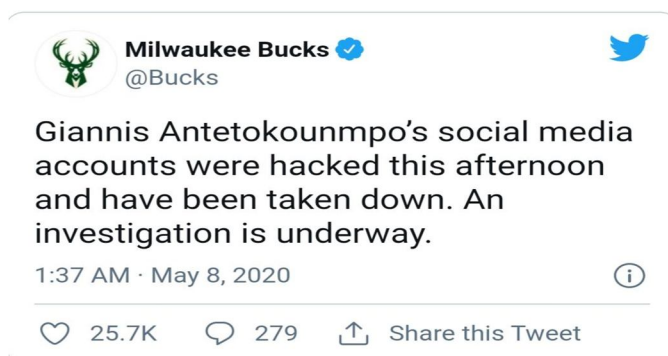 Milwaukee Bucks
@Bucks
Giannis Antetokounmpo’s social media
accounts were hacked this afternoon
and have been taken down. An
investigation is underway.
1:37 AM · May 8, 2020
25.7K 279 Share this Tweet